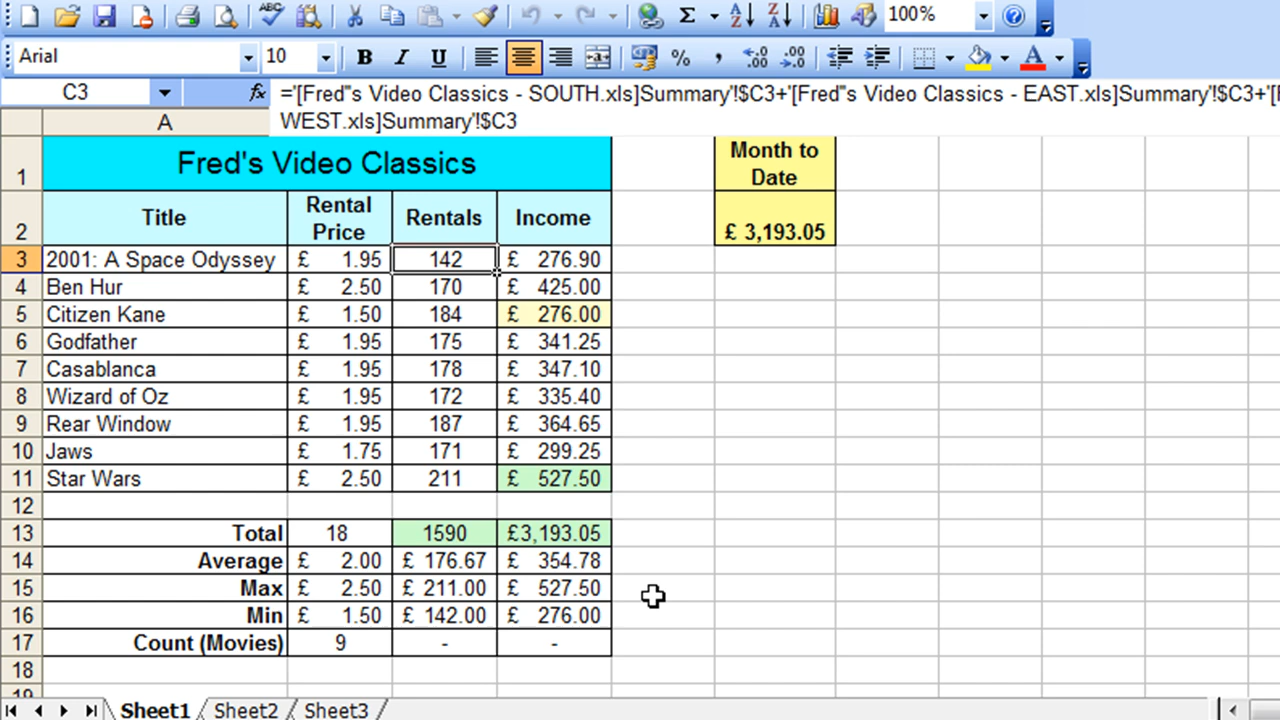 ABC Σ A Z Z A 100% ?
Arial 10 B I U % , .00 .00 A
C3 fx ='[Fred''s Video Classics - SOUTH.xls]Summary'!$C3+'[Fred''s Video Classics - EAST.xls]Summary'!$C3+'[
WEST.xls]Summary'!$C3
A
1 Fred's Video Classics Month to Date
2 Title Rental Price Rentals Income £ 3,193.05
3 2001: A Space Odyssey £ 1.95 142 £ 276.90
4 Ben Hur £ 2.50 170 £ 425.00
5 Citizen Kane £ 1.50 184 £ 276.00
6 Godfather £ 1.95 175 £ 341.25
7 Casablanca £ 1.95 178 £ 347.10
8 Wizard of Oz £ 1.95 172 £ 335.40
9 Rear Window £ 1.95 187 £ 364.65
10 Jaws £ 1.75 171 £ 299.25
11 Star Wars £ 2.50 211 £ 527.50
12
13 Total 18 1590 £3,193.05
14 Average £ 2.00 £ 176.67 £ 354.78
15 Max £ 2.50 £ 211.00 £ 527.50
16 Min £ 1.50 £ 142.00 £ 276.00
17 Count (Movies) 9 - -
18
19
Sheet1 Sheet2 Sheet3